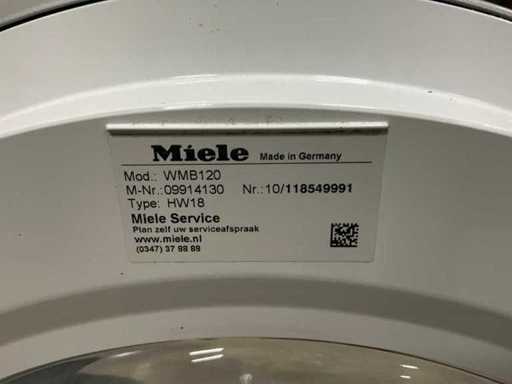 Miele Made in Germany
Mod.: WMB120
M-Nr.:09914130 Nr.:10/118549991
Type: HW18
Miele Service
Plan zelf uw serviceafspraak
www.miele.nl
(0347) 37 88 88